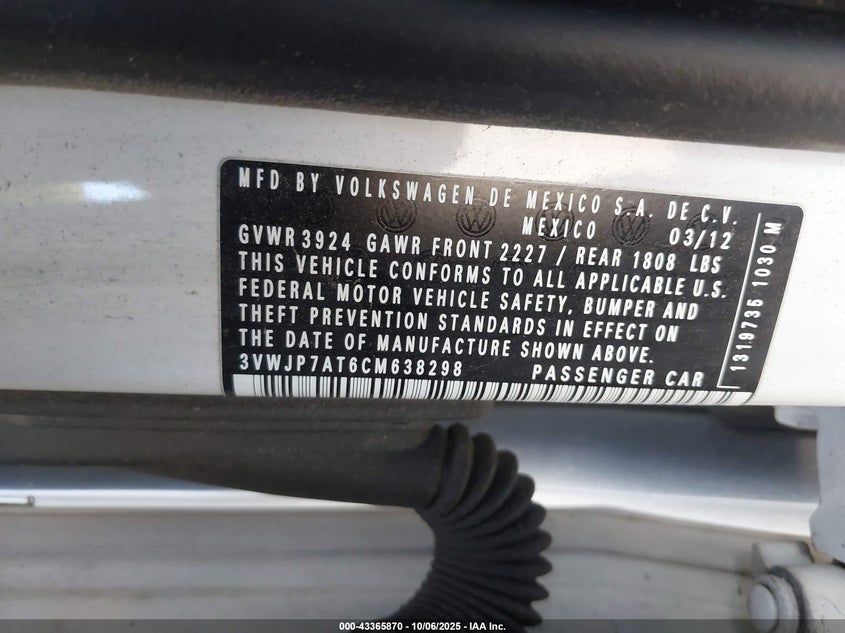 MFD BY VOLKSWAGEN DE MEXICO S.A. DE C.V.
MEXICO 03/12
GVWR 3924 GAWR FRONT 2227 / REAR 1808 LBS
THIS VEHICLE CONFORMS TO ALL APPLICABLE U.S.
FEDERAL MOTOR VEHICLE SAFETY, BUMPER AND
THEFT PREVENTION STANDARDS IN EFFECT ON
THE DATE OF MANUFACTURE SHOWN ABOVE.
3VWJP7AT6CM638298 PASSENGER CAR
1319736 1030 M
000-43365870 - 10/06/2025 - IAA Inc.